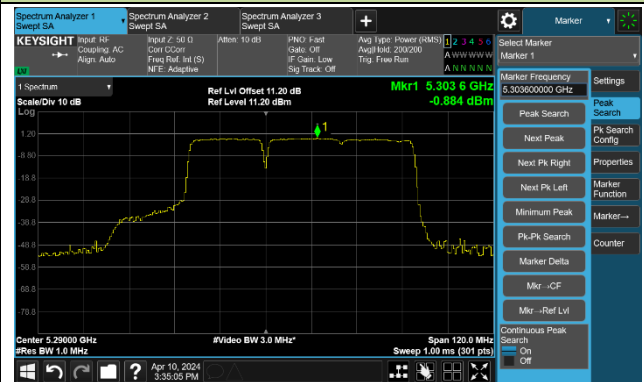 Spectrum Analyzer 1
Swept SA
Spectrum Analyzer 2
Swept SA
Spectrum Analyzer 3
Swept SA
+
Marker
KEYSIGHT
Input: RF
Coupling: AC
Align: Auto
Input Z: 50 Ω
Corr CCorr
Freq Ref: Int (S)
NFE: Adaptive
Atten: 10 dB
PNO: Fast
Gate: Off
IF Gain: Low
Sig Track: Off
Avg Type: Power (RMS)
Avg|Hold: 200/200
Trig: Free Run
1 2 3 4 5 6
A W W W W W
A N N N N N
LVI
Select Marker
Marker 1
1 Spectrum
Scale/Div 10 dB
Log
Ref Lvl Offset 11.20 dB
Ref Level 11.20 dBm
Mkr1 5.303 6 GHz
-0.884 dBm
1
1.20
-8.80
-18.8
-28.8
-38.8
-48.8
-58.8
-68.8
-78.8
Center 5.29000 GHz
#Res BW 1.0 MHz
#Video BW 3.0 MHz*
Span 120.0 MHz
Sweep 1.00 ms (301 pts)
Marker Frequency
5.303600000 GHz
Peak Search
Next Peak
Next Pk Right
Next Pk Left
Minimum Peak
Pk-Pk Search
Marker Delta
Mkr→CF
Mkr→Ref Lvl
Continuous Peak
Search
On
Off
Settings
Peak
Search
Pk Search
Config
Properties
Marker
Function
Marker→
Counter
?
Apr 10, 2024
3:35:05 PM